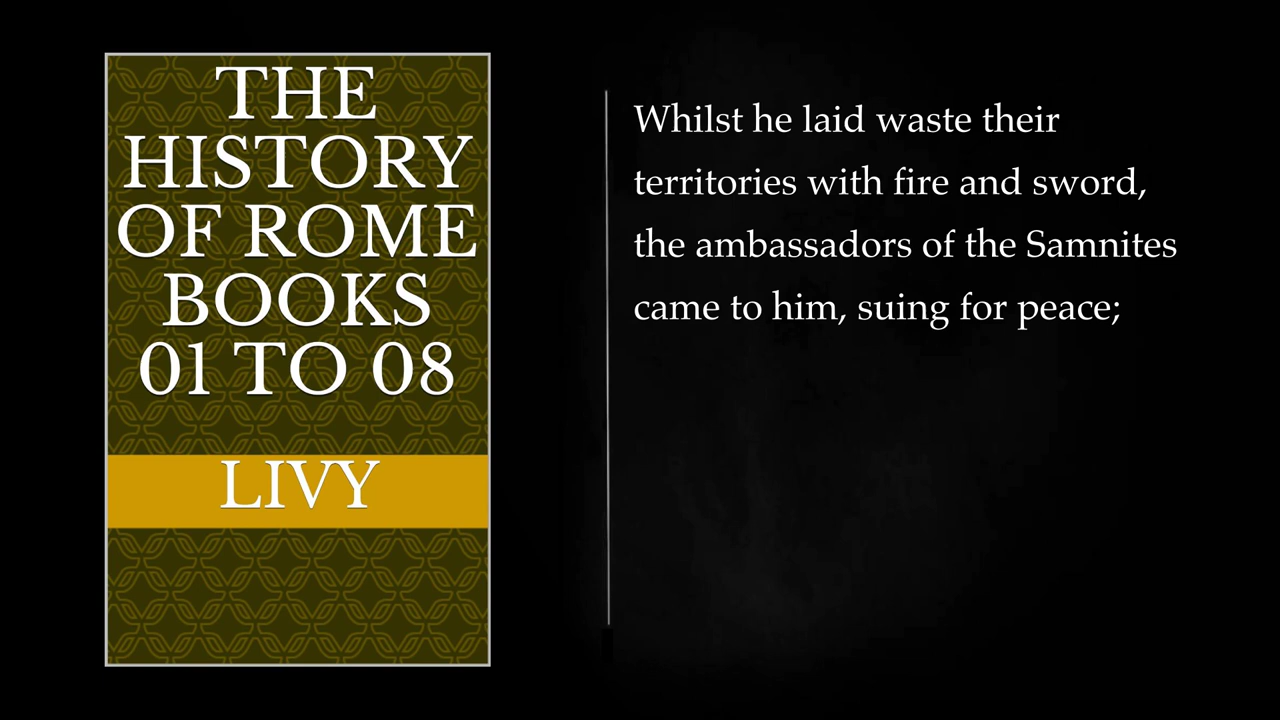 THE
HISTORY
OF ROME
BOOKS
01 TO 08
LIVY
Whilst he laid waste their
territories with fire and sword,
the ambassadors of the Samnites
came to him, suing for peace;